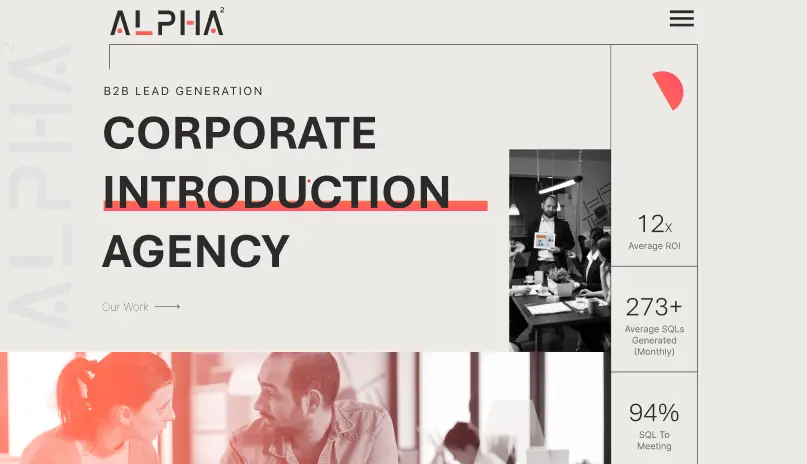 ALPHA²
B2B LEAD GENERATION
CORPORATE
INTRODUCTION
AGENCY
Our Work
12x
Average ROI
273+
Average SQLs
Generated
(Monthly)
94%
SQL To
Meeting
ALPHA